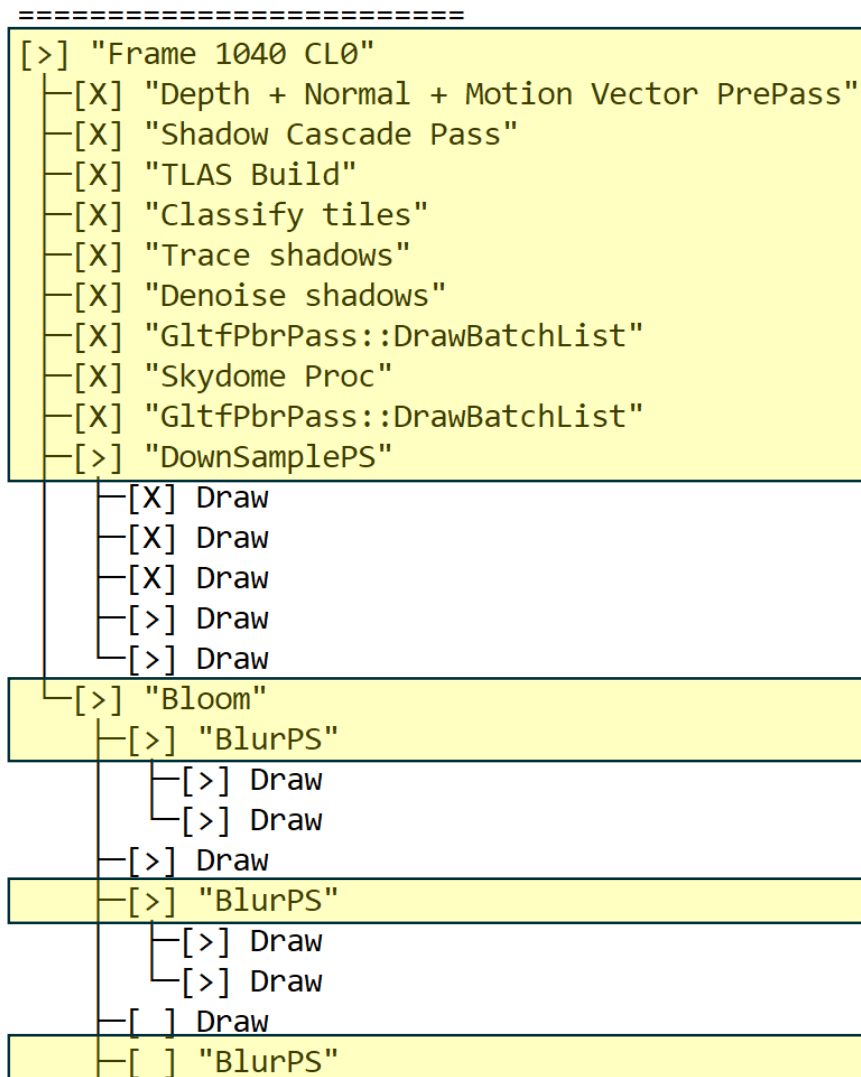 =========================
[>] "Frame 1040 CL0"
 ├─[X] "Depth + Normal + Motion Vector PrePass"
 ├─[X] "Shadow Cascade Pass"
 ├─[X] "TLAS Build"
 ├─[X] "Classify tiles"
 ├─[X] "Trace shadows"
 ├─[X] "Denoise shadows"
 ├─[X] "GltfPbrPass::DrawBatchList"
 ├─[X] "Skydome Proc"
 ├─[X] "GltfPbrPass::DrawBatchList"
 ├─[>] "DownSamplePS"
 │  ├─[X] Draw
 │  ├─[X] Draw
 │  ├─[X] Draw
 │  ├─[>] Draw
 │  └─[>] Draw
 └─[>] "Bloom"
    ├─[>] "BlurPS"
    │  ├─[>] Draw
    │  └─[>] Draw
    ├─[>] Draw
    ├─[>] "BlurPS"
    │  ├─[>] Draw
    │  └─[>] Draw
    ├─[ ] Draw
    ├─[ ] "BlurPS"